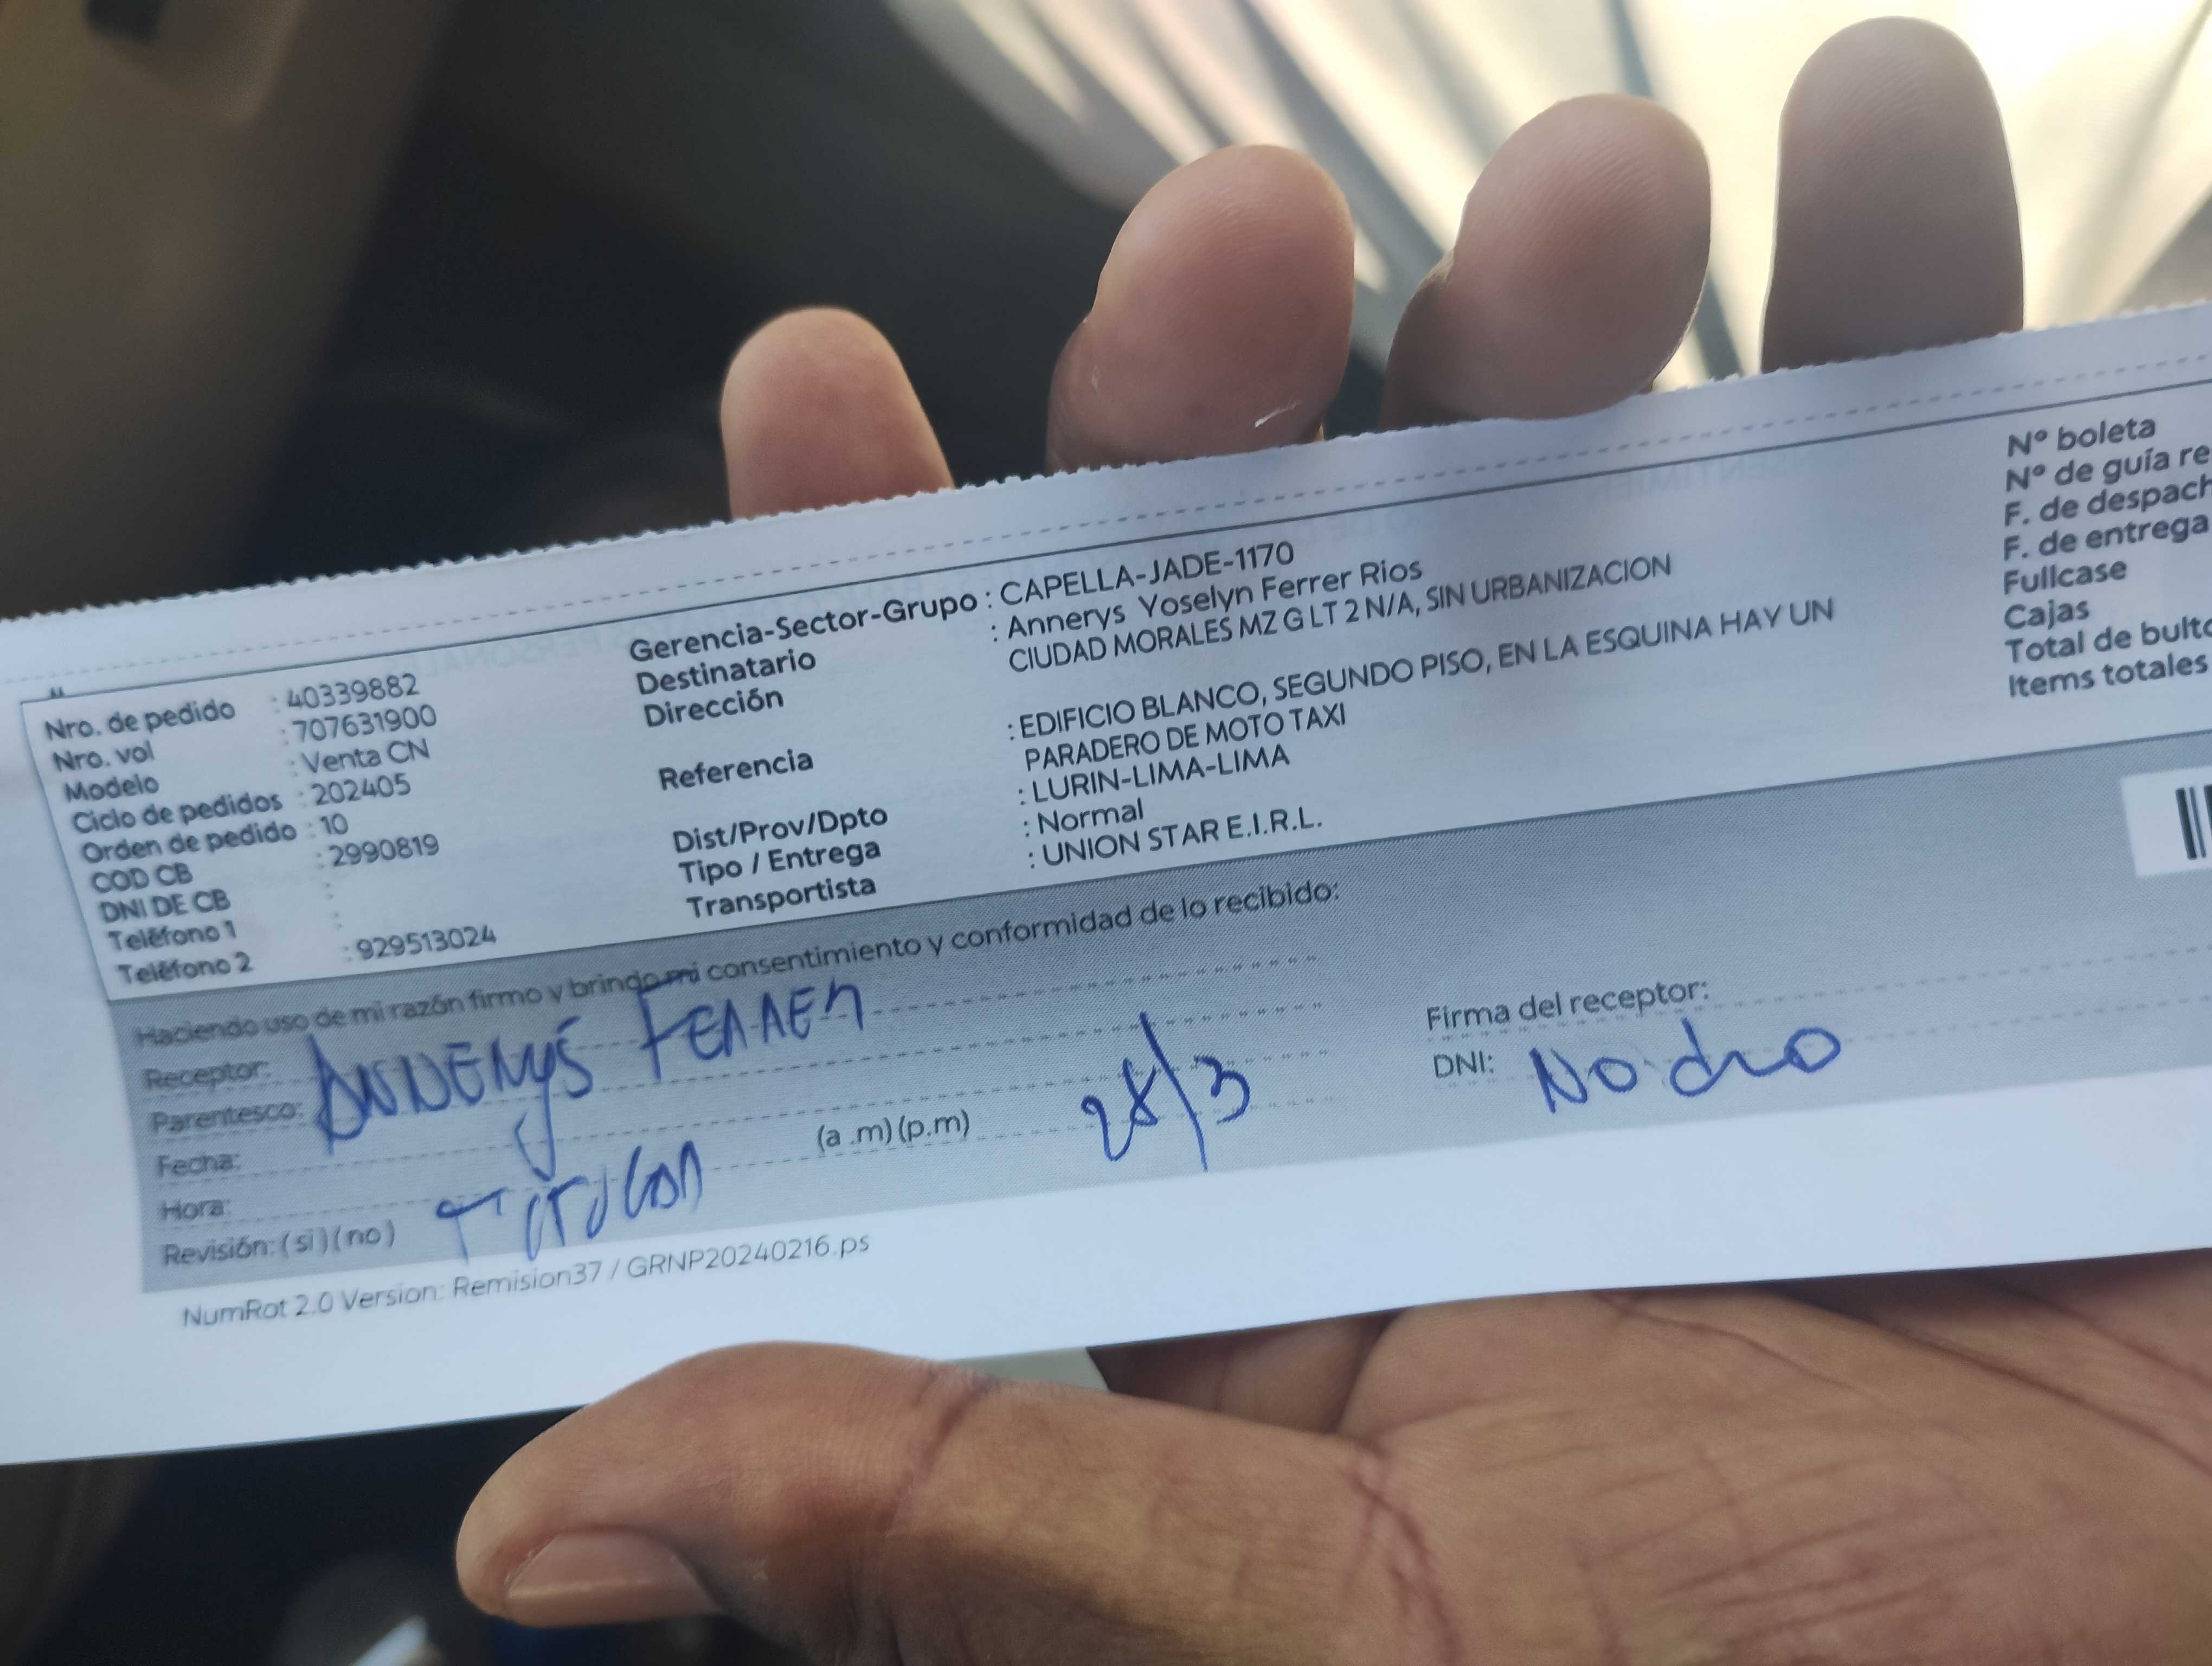 Nro. de pedido : 40339882
Nro. vol : 707631900
Modelo : Venta CN
Ciclo de pedidos : 202405
Orden de pedido : 10
COD CB : 2990819
DNI DE CB :
Teléfono 1 :
Teléfono 2 : 929513024
Gerencia-Sector-Grupo : CAPELLA-JADE-1170
Destinatario : Annerys Yoselyn Ferrer Rios
Dirección CIUDAD MORALES MZ G LT 2 N/A, SIN URBANIZACION
Referencia : EDIFICIO BLANCO, SEGUNDO PISO, EN LA ESQUINA HAY UN
PARADERO DE MOTO TAXI
Dist/Prov/Dpto : LURIN-LIMA-LIMA
Tipo / Entrega : Normal
Transportista : UNION STAR E.I.R.L.
Nº boleta
Nº de guía re
F. de despach
F. de entrega
Fullcase
Cajas
Total de bulto
Items totales
Haciendo uso de mi razón firmo y brindo mi consentimiento y conformidad de lo recibido:
Receptor:
Parentesco:
Fecha:
Hora: (a .m) (p.m)
Revisión: ( si ) ( no )
FERRER
28/3
Firma del receptor:
DNI: No dio
NumRot 2.0 Version: Remision37 / GRNP20240216.ps